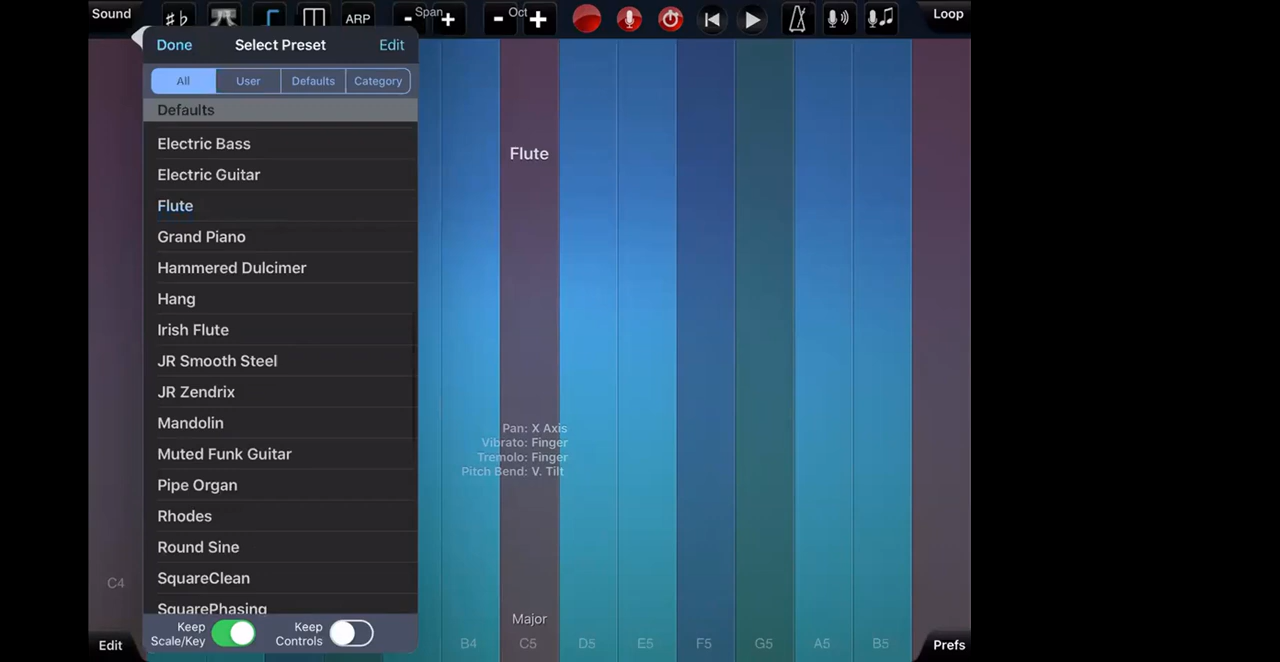 Sound
♯♭
ARP
- Span +
- Oct +
Loop
Done
Select Preset
Edit
All
User
Defaults
Category
Defaults
Electric Bass
Electric Guitar
Flute
Grand Piano
Hammered Dulcimer
Hang
Irish Flute
JR Smooth Steel
JR Zendrix
Mandolin
Muted Funk Guitar
Pipe Organ
Rhodes
Round Sine
SquareClean
SquarePhasing
Keep
Scale/Key
Keep
Controls
Flute
Pan: X Axis
Vibrato: Finger
Tremolo: Finger
Pitch Bend: V. Tilt
Major
C4
B4
C5
D5
E5
F5
G5
A5
B5
Edit
Prefs